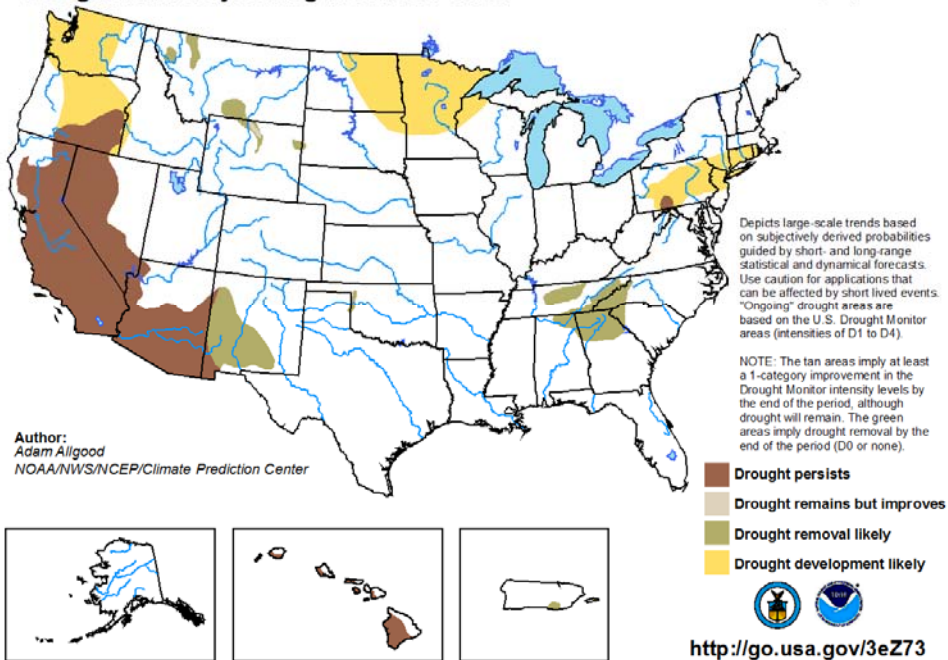 Depicts large-scale trends based
on subjectively derived probabilities
guided by short- and long-range
statistical and dynamical forecasts.
Use caution for applications that
can be affected by short lived events.
"Ongoing" drought areas are
based on the U.S. Drought Monitor
areas (intensities of D1 to D4).
NOTE: The tan areas imply at least
a 1-category improvement in the
Drought Monitor intensity levels by
the end of the period, although
drought will remain. The green
areas imply drought removal by the
end of the period (D0 or none).
Author:
Adam Allgood
NOAA/NWS/NCEP/Climate Prediction Center
Drought persists
Drought remains but improves
Drought removal likely
Drought development likely
http://go.usa.gov/3eZ73